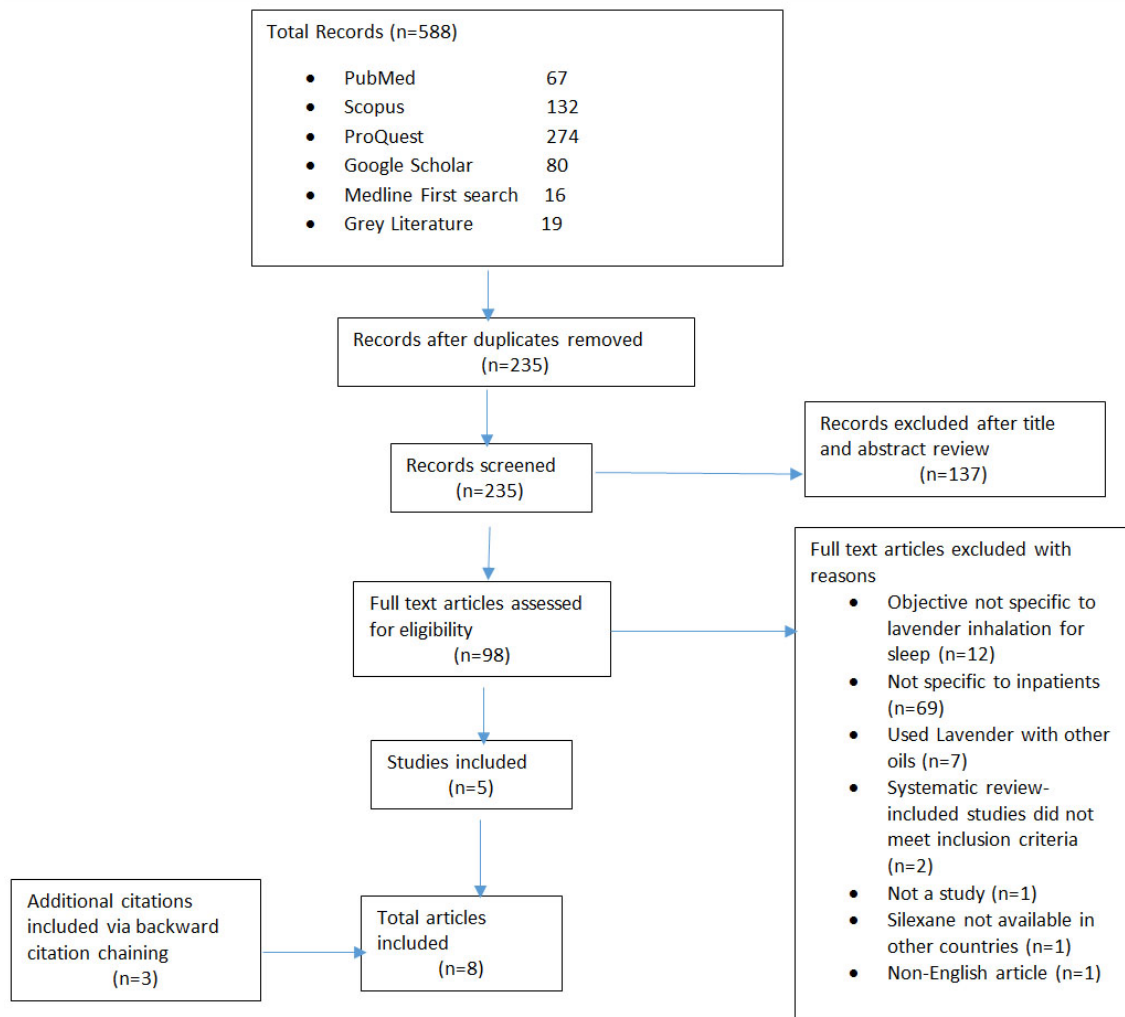 Total Records (n=588)
• PubMed 67
• Scopus 132
• ProQuest 274
• Google Scholar 80
• Medline First search 16
• Grey Literature 19
Records after duplicates removed
(n=235)
Records screened
(n=235)
Records excluded after title
and abstract review
(n=137)
Full text articles assessed
for eligibility
(n=98)
Full text articles excluded with
reasons
• Objective not specific to
lavender inhalation for
sleep (n=12)
• Not specific to inpatients
(n=69)
• Used Lavender with other
oils (n=7)
• Systematic review-
included studies did not
meet inclusion criteria
(n=2)
• Not a study (n=1)
• Silexane not available in
other countries (n=1)
• Non-English article (n=1)
Studies included
(n=5)
Additional citations
included via backward
citation chaining
(n=3)
Total articles
included
(n=8)